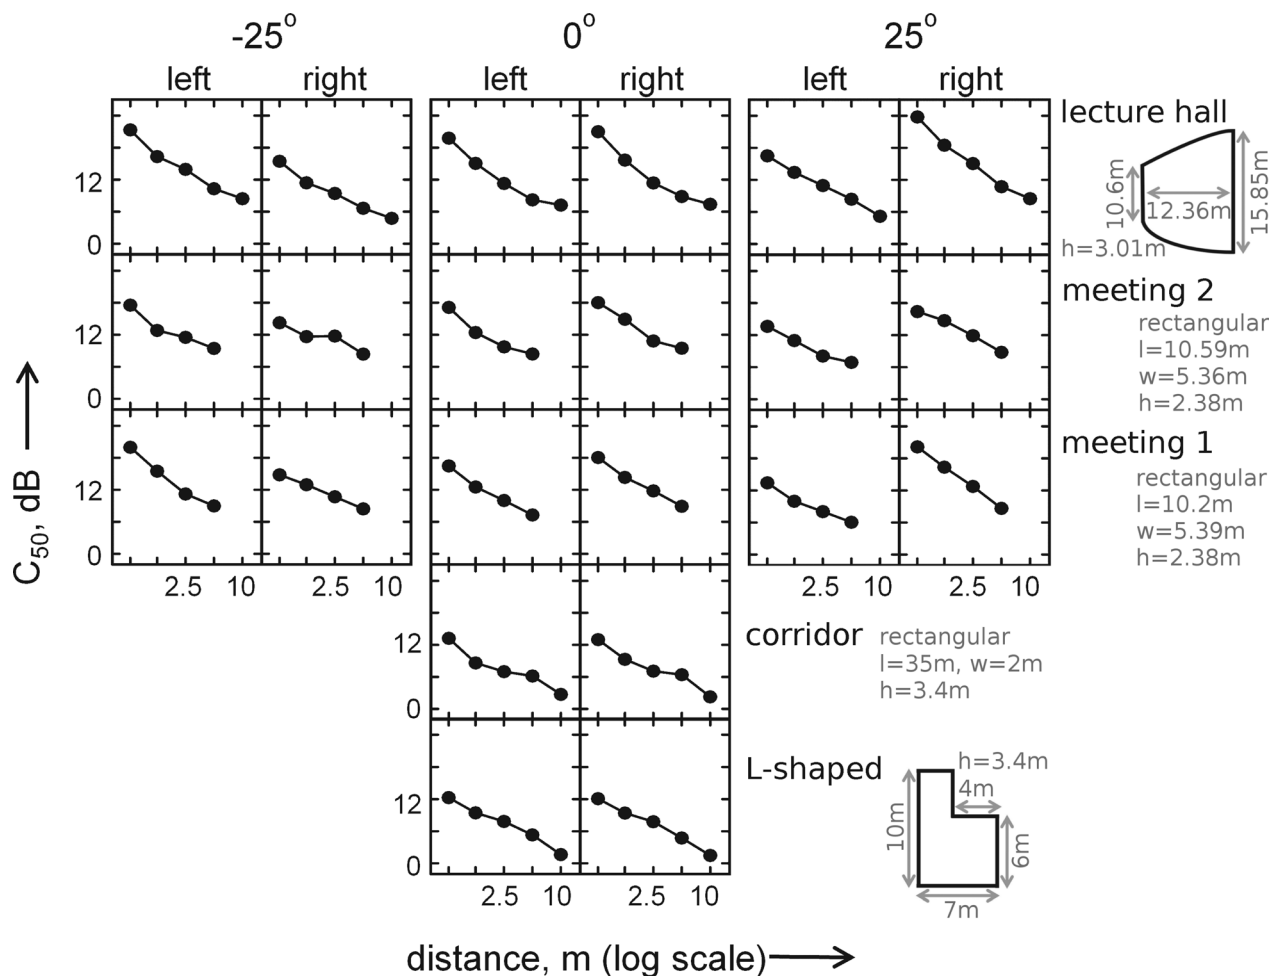 -25° 0° 25°
left right left right left right
lecture hall
12
0
10.6m
12.36m
15.85m
h=3.01m
meeting 2
rectangular
l=10.59m
w=5.36m
h=2.38m
12
0
meeting 1
rectangular
l=10.2m
w=5.39m
h=2.38m
12
0
2.5 10 2.5 2.5 10
C50, dB
corridor
rectangular
l=35m, w=2m
h=3.4m
12
0
L-shaped
h=3.4m
4m
10m
6m
7m
12
0
2.5 10 2.5 10
distance, m (log scale)